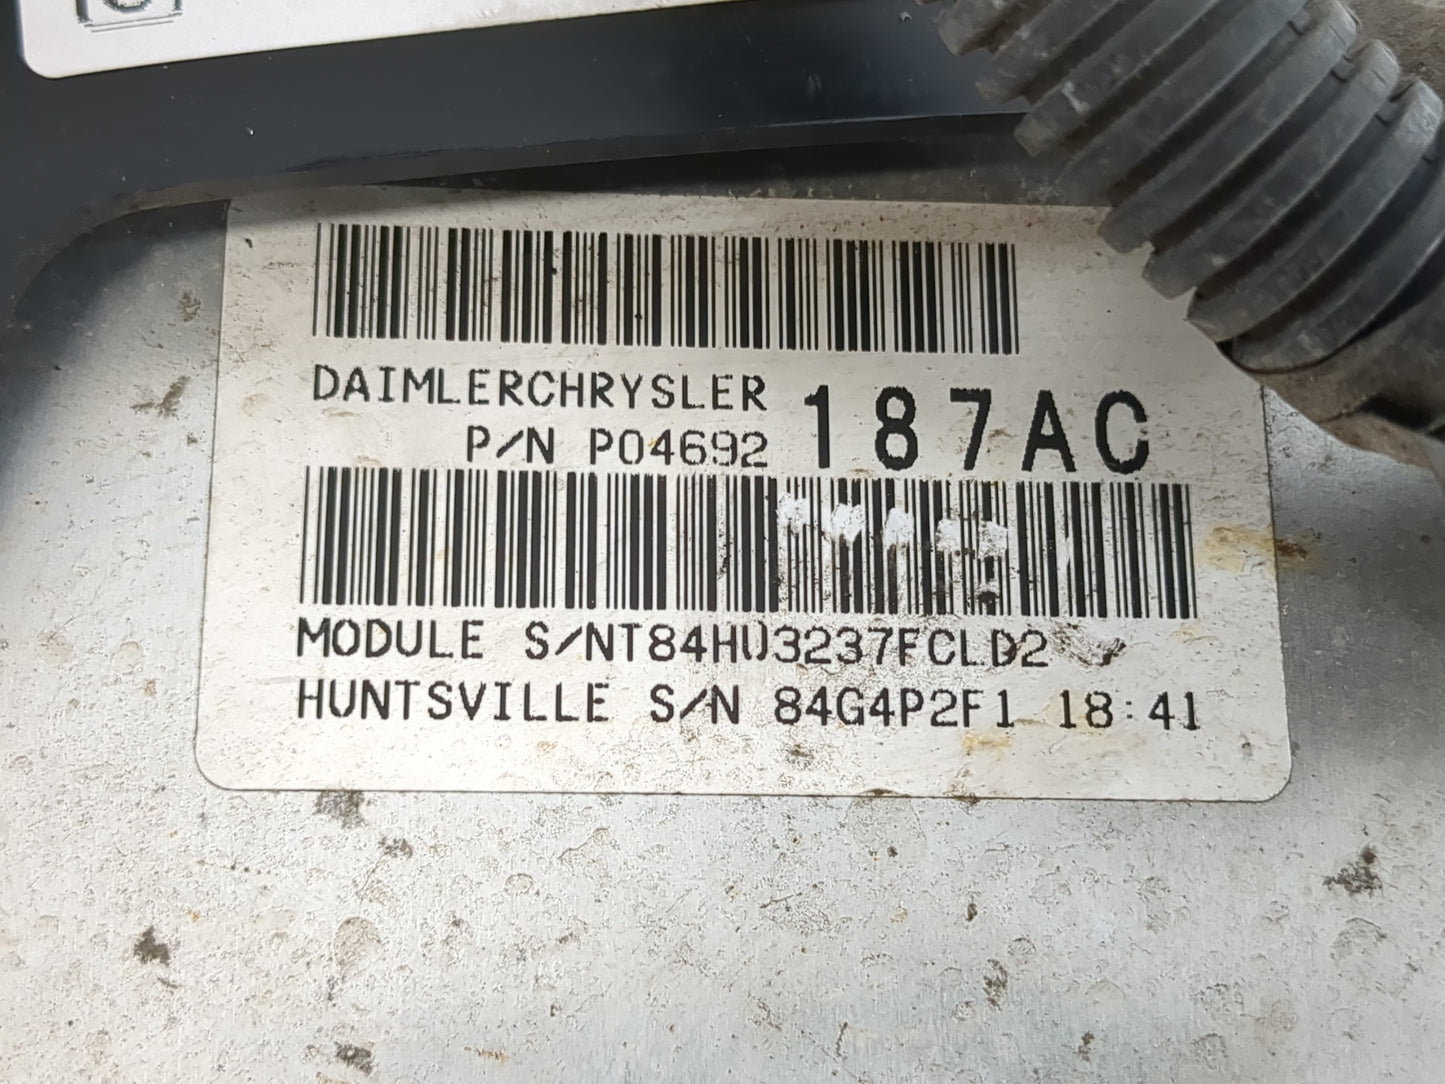 DAIMLERCHRYSLER 187AC
P/N P04692
MODULE S/NT84HU3237FCLD2
HUNTSVILLE S/N 84G4P2F1 18:41